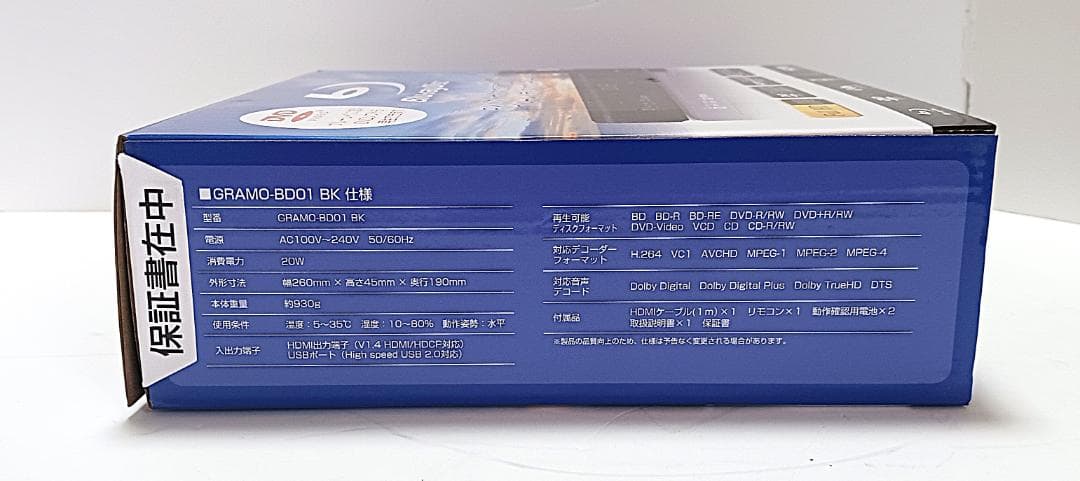 DVD
Blu-ray Disc
保証書在中
■GRAMO-BD01 BK 仕様
型番 GRAMO-BD01 BK
電源 AC100V~240V 50/60Hz
消費電力 20W
外形寸法 幅260mm × 高さ45mm × 奥行190mm
本体重量 約930g
使用条件 温度:5~35℃ 湿度:10~80% 動作姿勢:水平
入出力端子 HDMI出力端子(V1.4 HDMI/HDCP対応)
USBポート(High speed USB 2.0対応)
再生可能
ディスクフォーマット
BD BD-R BD-RE DVD-R/RW DVD+R/RW
DVD-Video VCD CD CD-R/RW
対応デコーダー
フォーマット
H.264 VC1 AVCHD MPEG-1 MPEG-2 MPEG-4
対応音声
デコード
Dolby Digital Dolby Digital Plus Dolby TrueHD DTS
付属品
HDMIケーブル(1m)×1 リモコン×1 動作確認用電池×2
取扱説明書×1 保証書
※製品の品質向上のため、仕様は予告なく変更される場合があります。